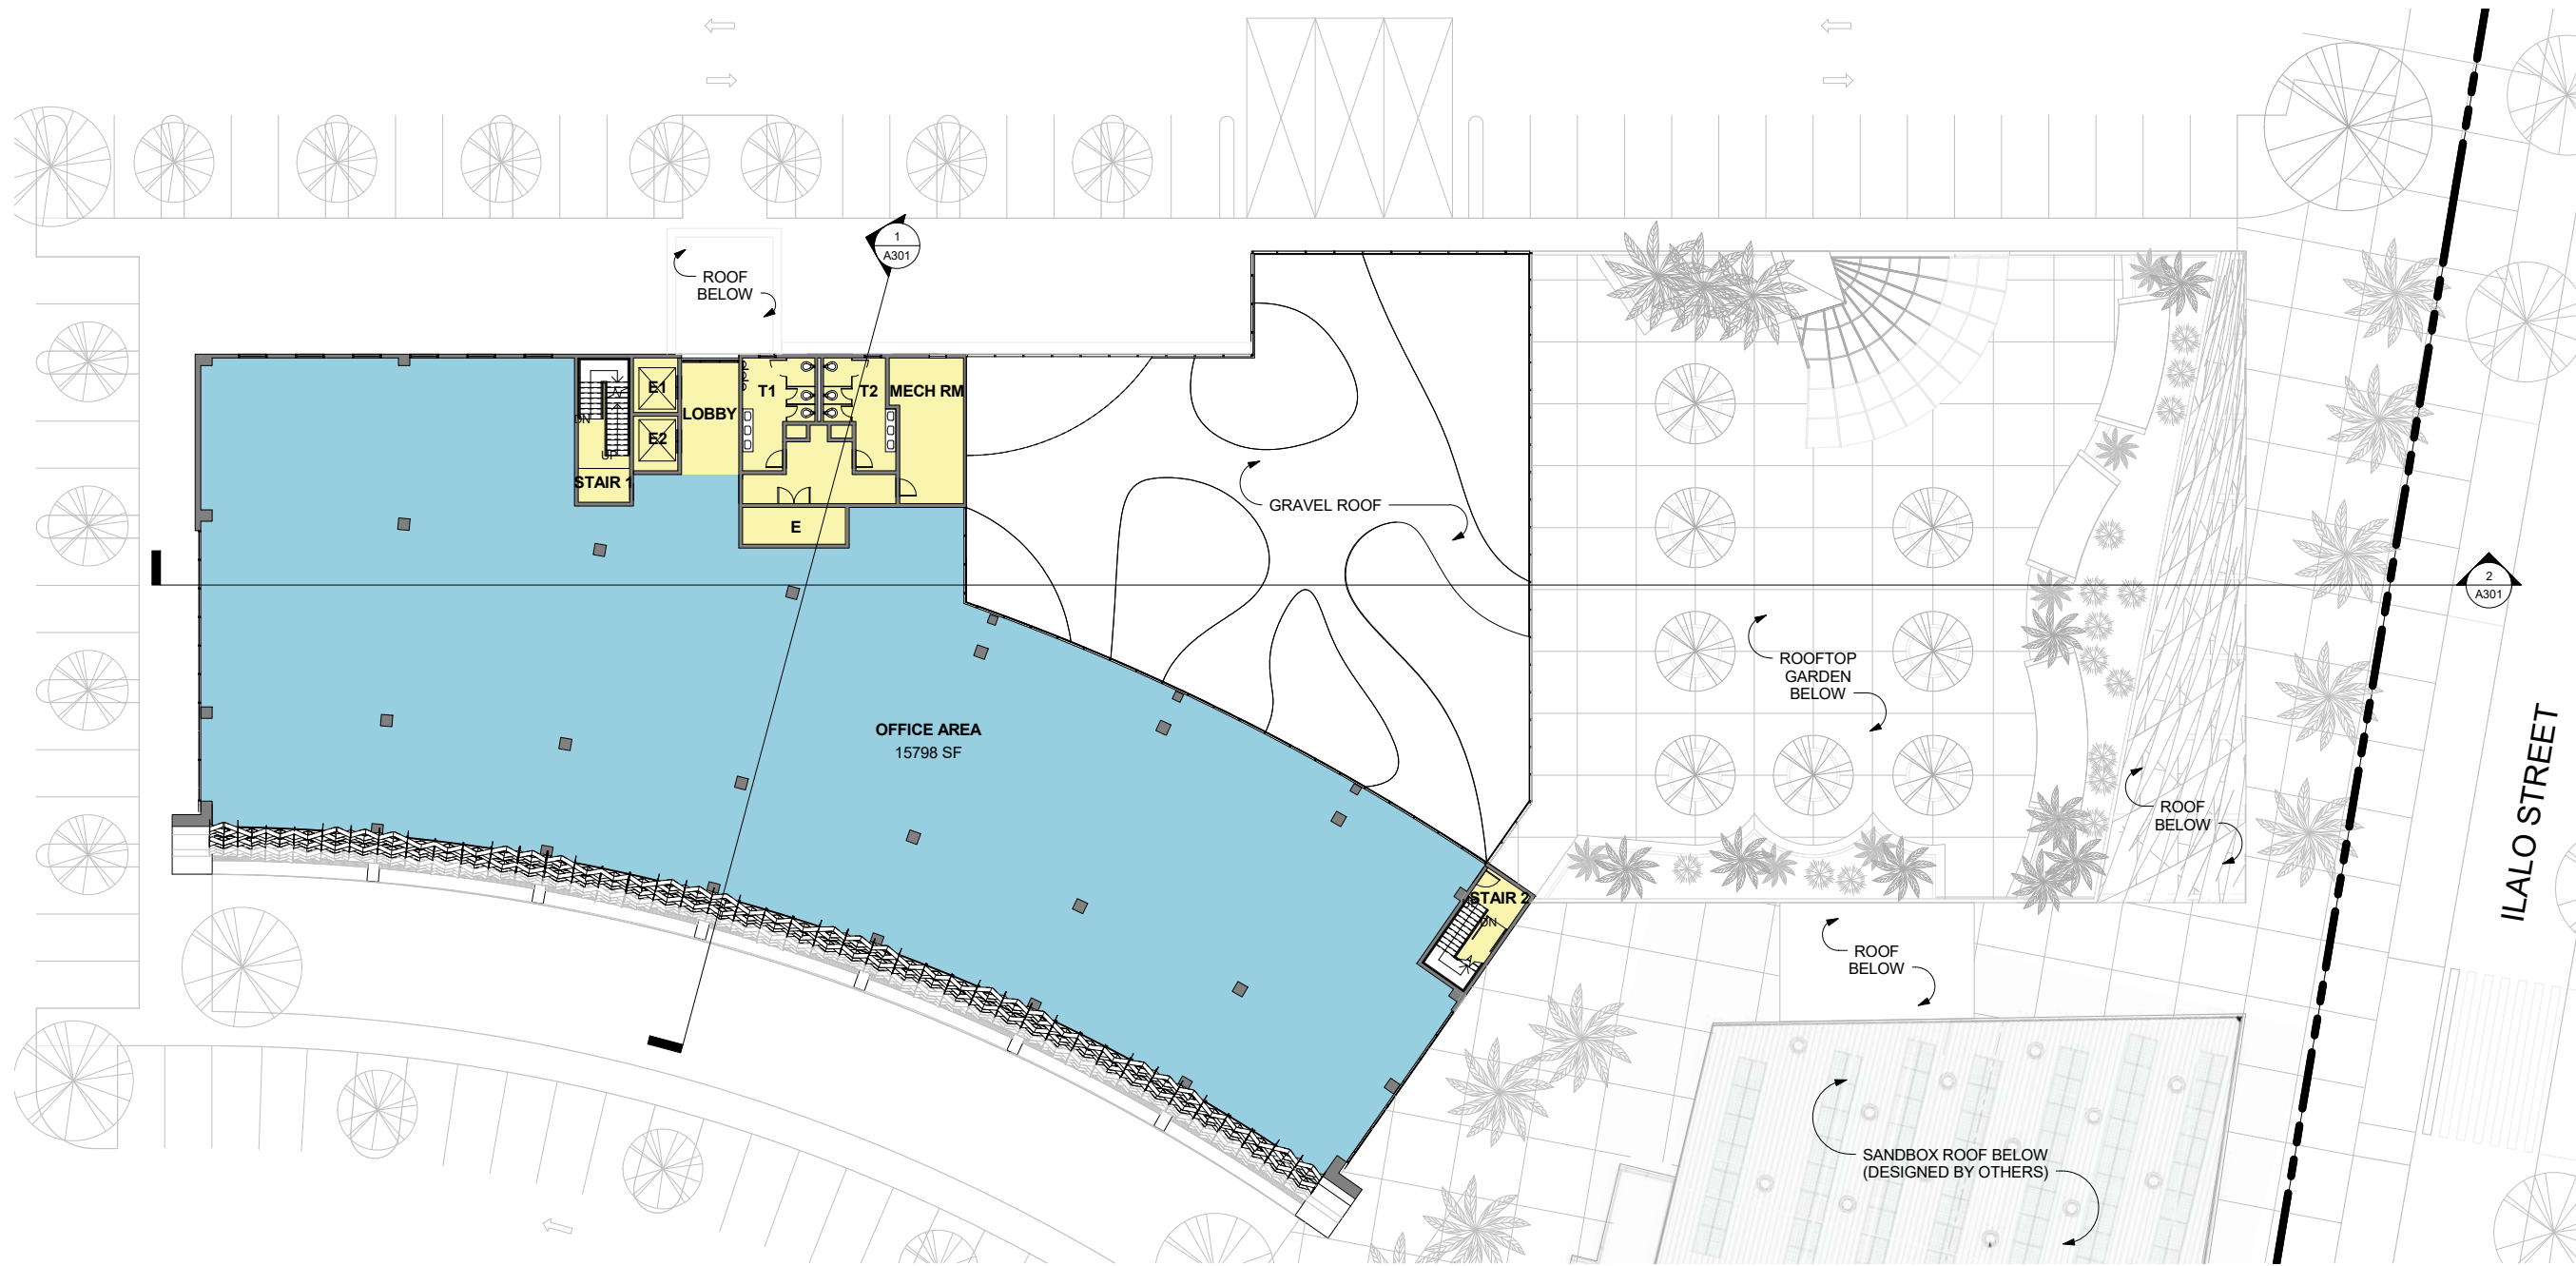 1
A301
ROOF
BELOW
E1
T1
T2
MECH RM
LOBBY
E2
DN
UP
STAIR 1
GRAVEL ROOF
E
2
A301
ROOFTOP
GARDEN
BELOW
OFFICE AREA
15798 SF
ROOF
BELOW
ILALO STREET
STAIR 2
DN
ROOF
BELOW
SANDBOX ROOF BELOW
(DESIGNED BY OTHERS)